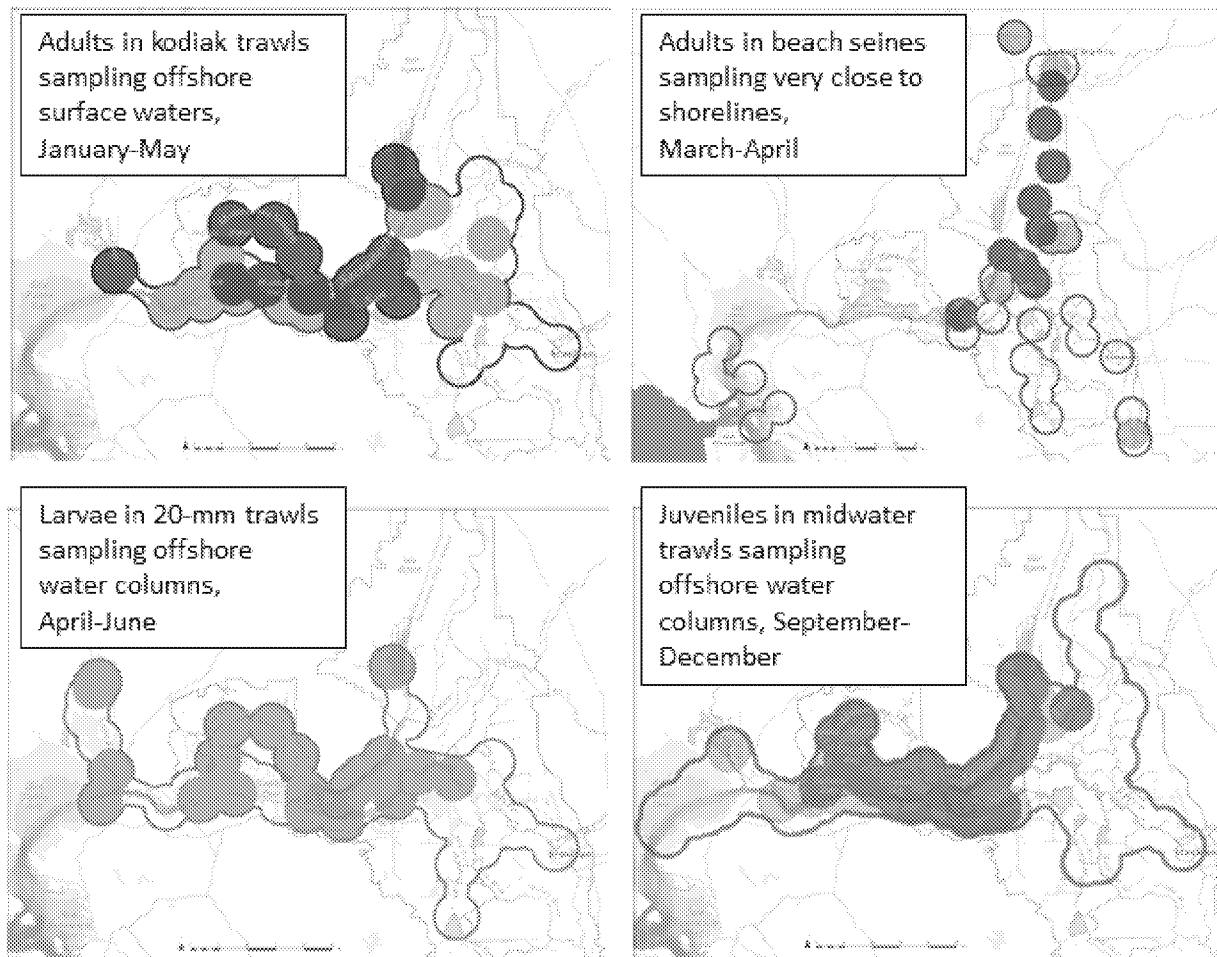 Adults in kodiak trawls
sampling offshore
surface waters,
January-May
Adults in beach seines
sampling very close to
shorelines,
March-April
Larvae in 20-mm trawls
sampling offshore
water columns,
April-June
Juveniles in midwater
trawls sampling
offshore water
columns, September-
December